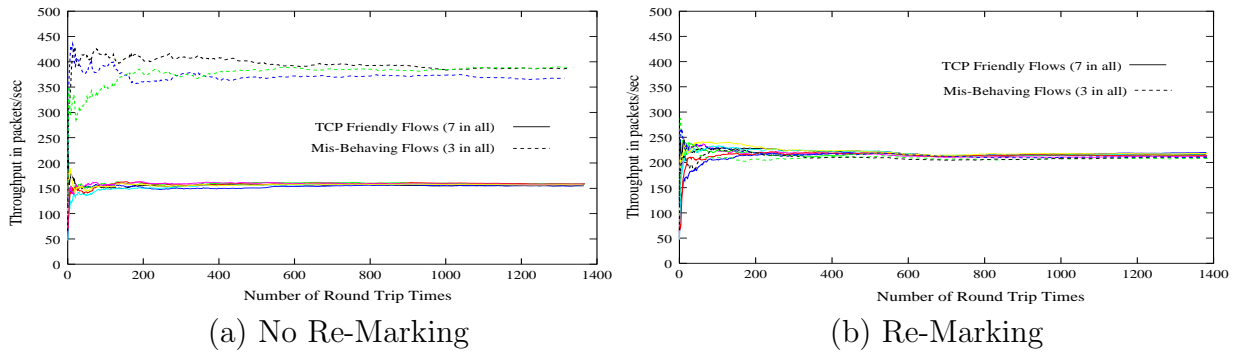 500
450
400
350
300
250
200
150
100
50
0
Throughput in packets/sec
TCP Friendly Flows (7 in all)
Mis-Behaving Flows (3 in all)
0 200 400 600 800 1000 1200 1400
Number of Round Trip Times
(a) No Re-Marking
500
450
400
350
300
250
200
150
100
50
0
Throughput in packets/sec
TCP Friendly Flows (7 in all)
Mis-Behaving Flows (3 in all)
0 200 400 600 800 1000 1200 1400
Number of Round Trip Times
(b) Re-Marking